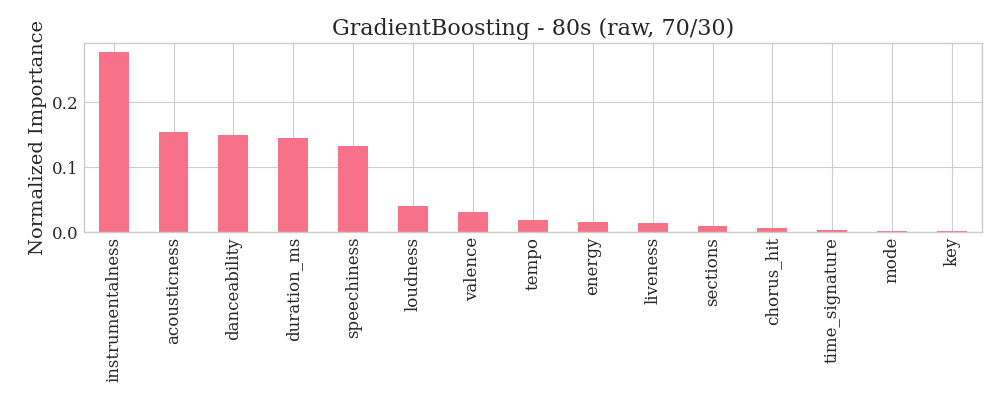 GradientBoosting - 80s (raw, 70/30)
Normalized Importance
0.2
0.1
0.0
instrumentalness
acousticness
danceability
duration_ms
speechiness
loudness
valence
tempo
energy
liveness
sections
chorus_hit
time_signature
mode
key